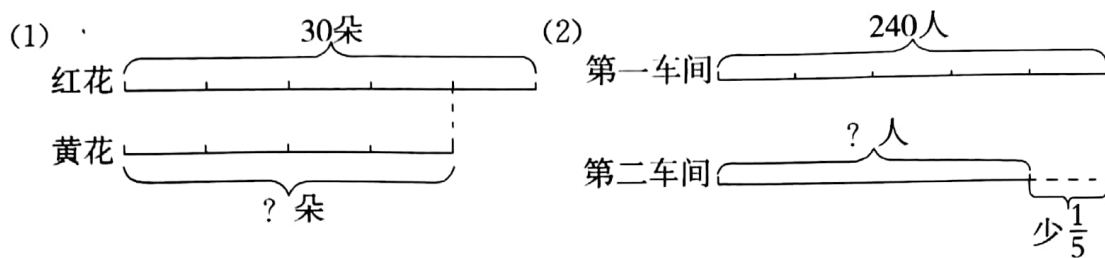 (1) 30朵
红花
黄花
? 朵
(2) 240人
第一车间
? 人
第二车间
少1/5